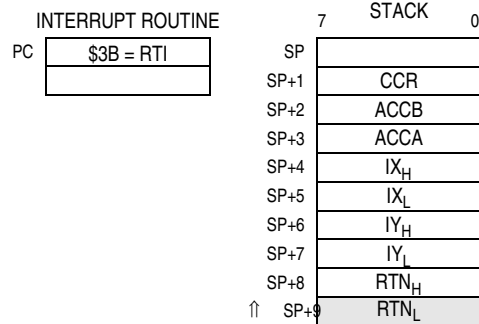 INTERRUPT ROUTINE
PC $3B = RTI
7 STACK 0
SP
SP+1 CCR
SP+2 ACCB
SP+3 ACCA
SP+4 IXH
SP+5 IXL
SP+6 IYH
SP+7 IYL
SP+8 RTNH
⇑ SP+9 RTNL